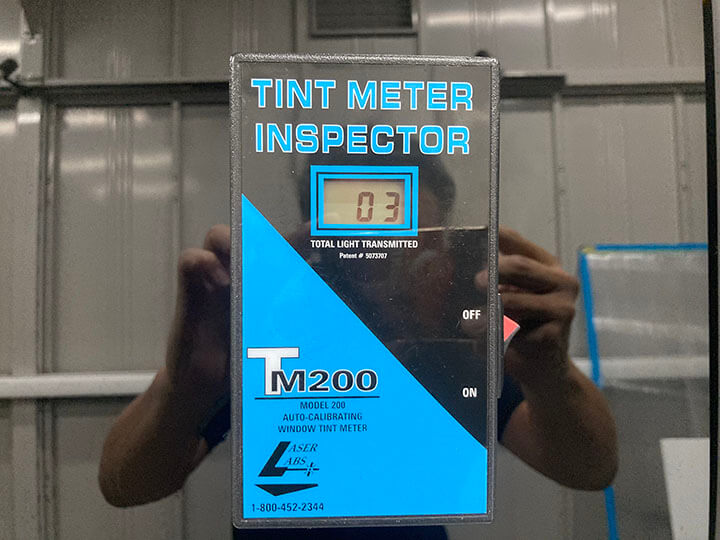 TINT METER
INSPECTOR
03
TOTAL LIGHT TRANSMITTED
Patent # 5073707
OFF
ON
TM200
MODEL 200
AUTO-CALIBRATING
WINDOW TINT METER
LASER
LABS
1-800-452-2344